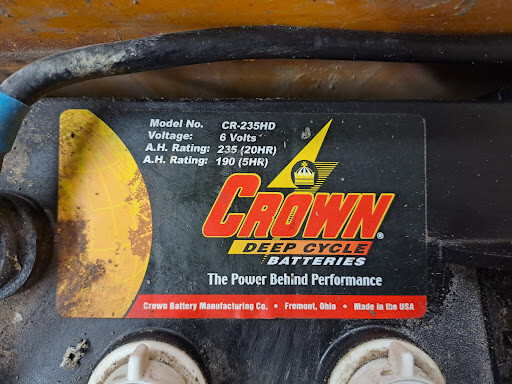 Model No. CR-235HD
Voltage: 6 Volts
A.H. Rating: 235 (20HR)
A.H. Rating: 190 (5HR)
CROWN®
DEEP CYCLE
BATTERIES
The Power Behind Performance
Crown Battery Manufacturing Co. • Fremont, Ohio • Made in the USA